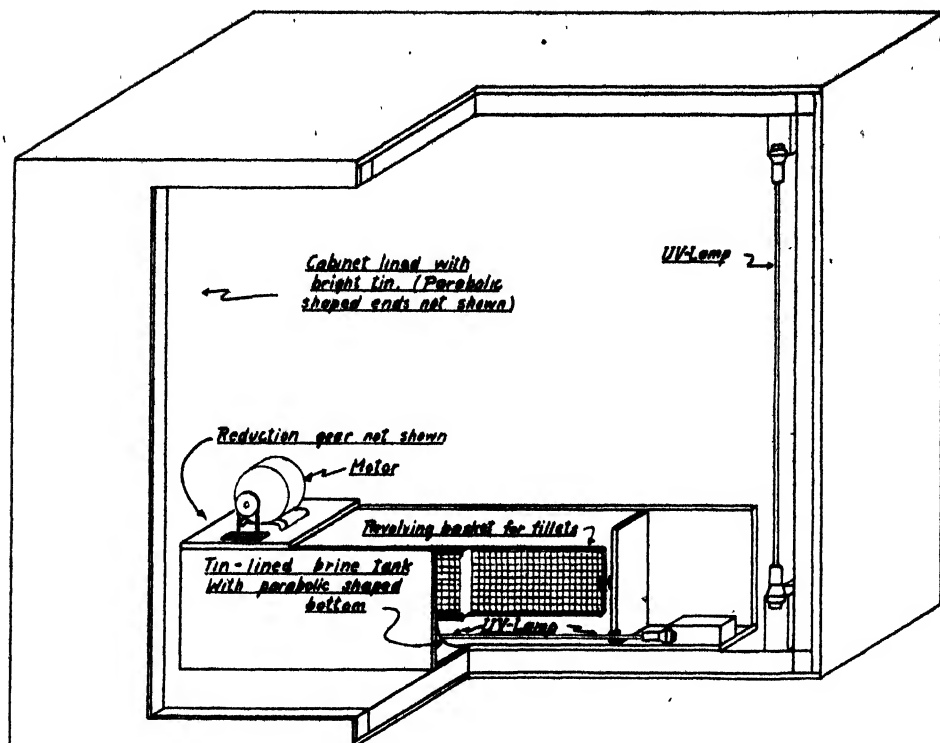 Cabinet lined with
bright tin. (Parabolic
shaped ends not shown)
UV-Lamp
Reduction gear not shown
Motor
Revolving basket for fillets
Tin-lined brine tank
With parabolic shaped
bottom
UV-Lamp